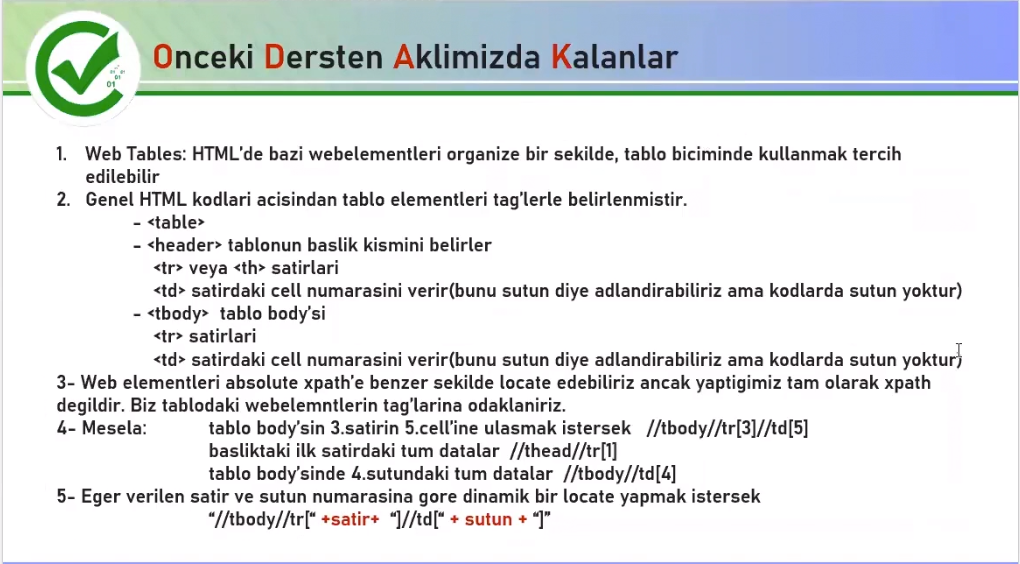 Onceki Dersten Aklimizda Kalanlar
01 01
01
01
1. Web Tables: HTML'de bazi webelementleri organize bir sekilde, tablo biciminde kullanmak tercih
edilebilir
2. Genel HTML kodlari acisindan tablo elementleri tag'lerle belirlenmistir.
- <table>
- <header> tablonun baslik kismini belirler
<tr> veya <th> satirlari
<td> satirdaki cell numarasini verir(bunu sutun diye adlandirabiliriz ama kodlarda sutun yoktur)
- <tbody> tablo body'si
<tr> satirlari
<td> satirdaki cell numarasini verir(bunu sutun diye adlandirabiliriz ama kodlarda sutun yoktur)
3- Web elementleri absolute xpath'e benzer sekilde locate edebiliriz ancak yaptigimiz tam olarak xpath
degildir. Biz tablodaki webelemntlerin tag'larina odaklaniriz.
4- Mesela: tablo body'sin 3.satirin 5.cell'ine ulasmak istersek //tbody//tr[3]//td[5]
basliktaki ilk satirdaki tum datalar //thead//tr[1]
tablo body'sinde 4.sutundaki tum datalar //tbody//td[4]
5- Eger verilen satir ve sutun numarasina gore dinamik bir locate yapmak istersek
“//tbody//tr[“ +satir+ “]//td[“ + sutun + “]”